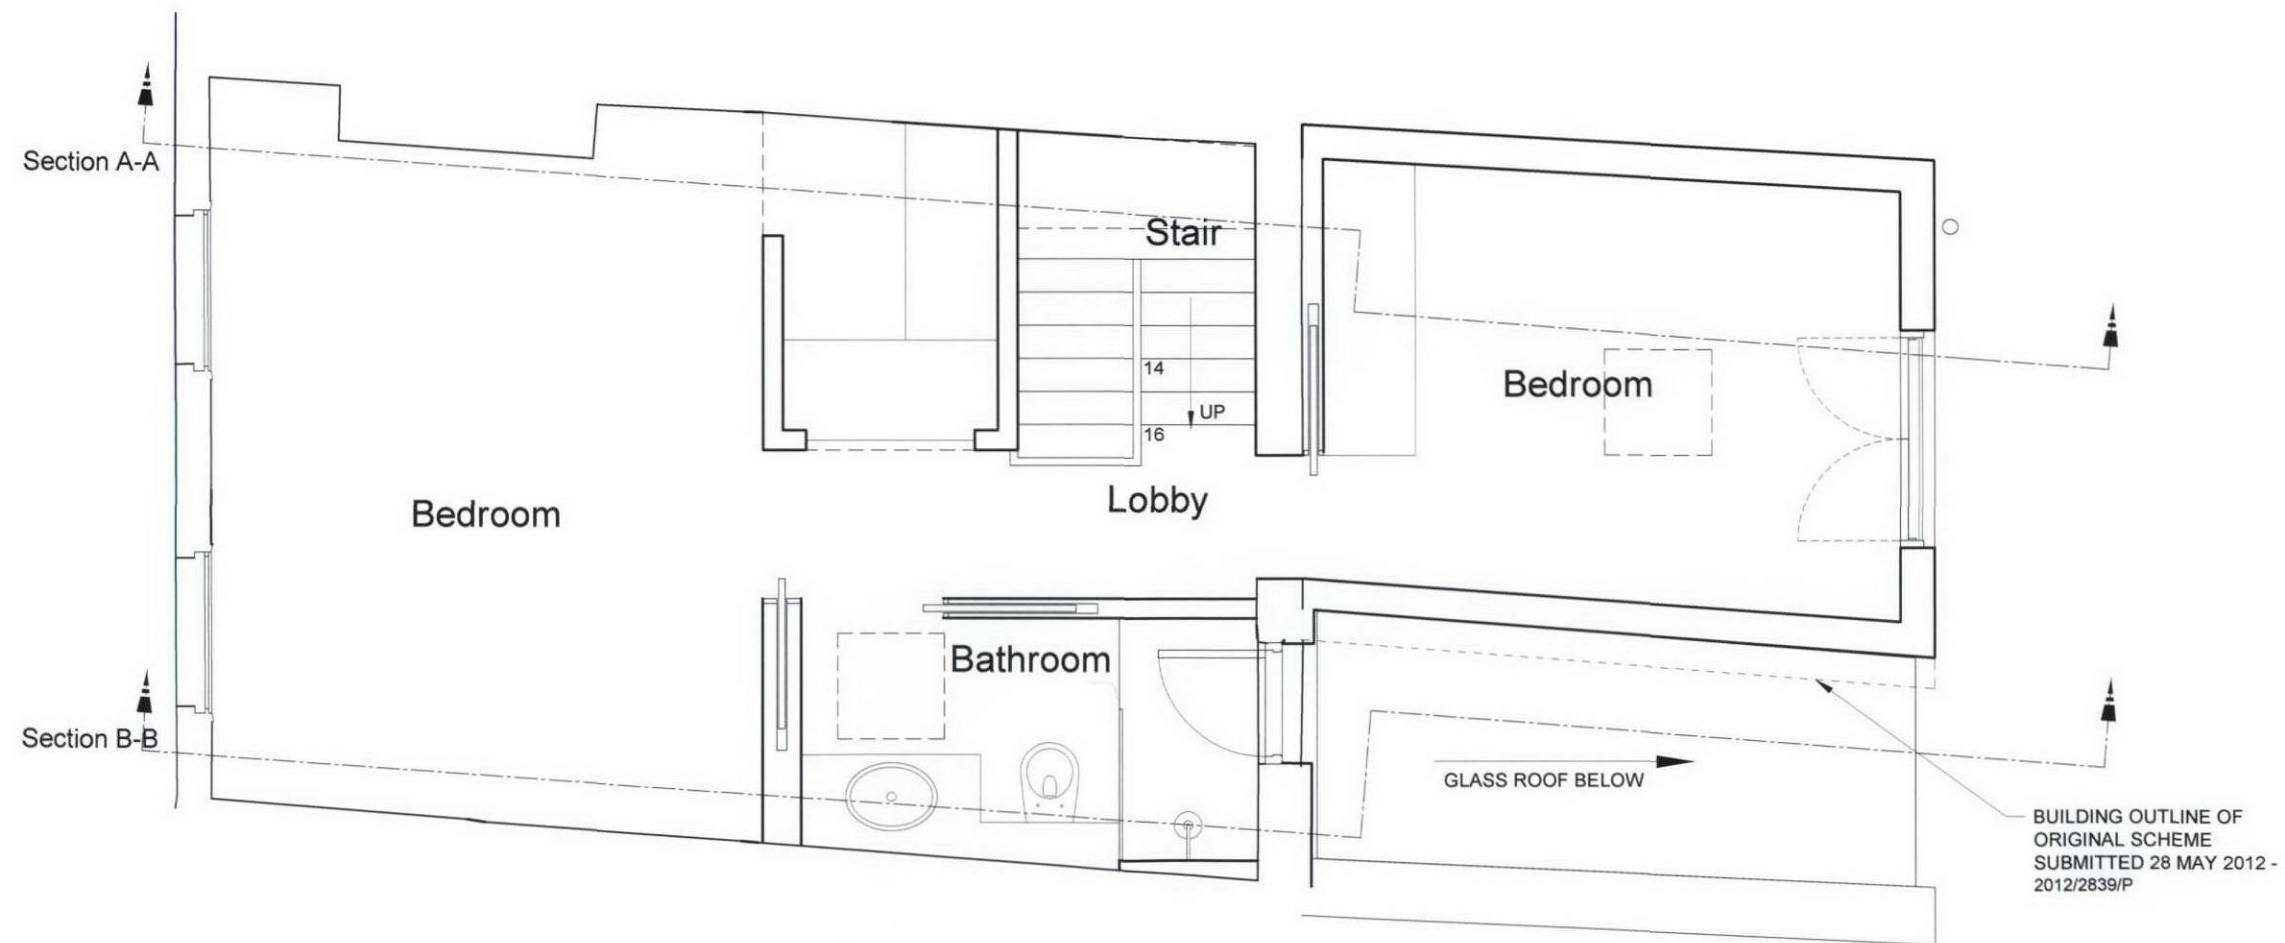 Section A-A
Stair
14
UP
16
Bedroom
Bedroom
Lobby
Bathroom
Section B-B
GLASS ROOF BELOW
BUILDING OUTLINE OF
ORIGINAL SCHEME
SUBMITTED 28 MAY 2012 -
2012/2839/P